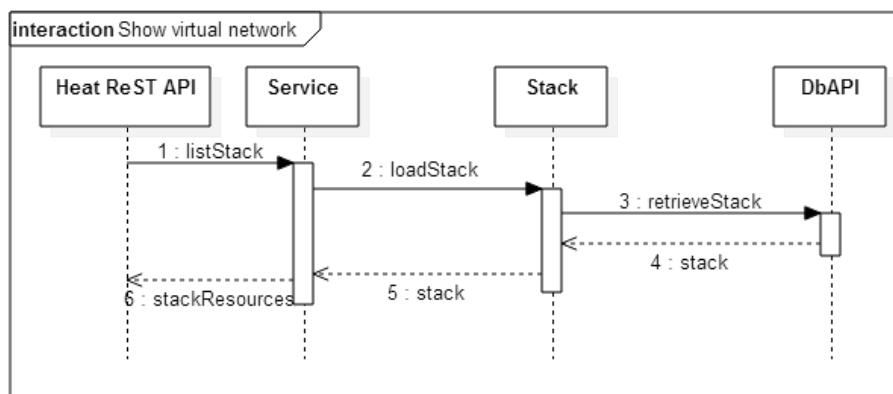 interaction Show virtual network
Heat ReST API
Service
Stack
DbAPI
1 : listStack
2 : loadStack
3 : retrieveStack
4 : stack
5 : stack
6 : stackResources